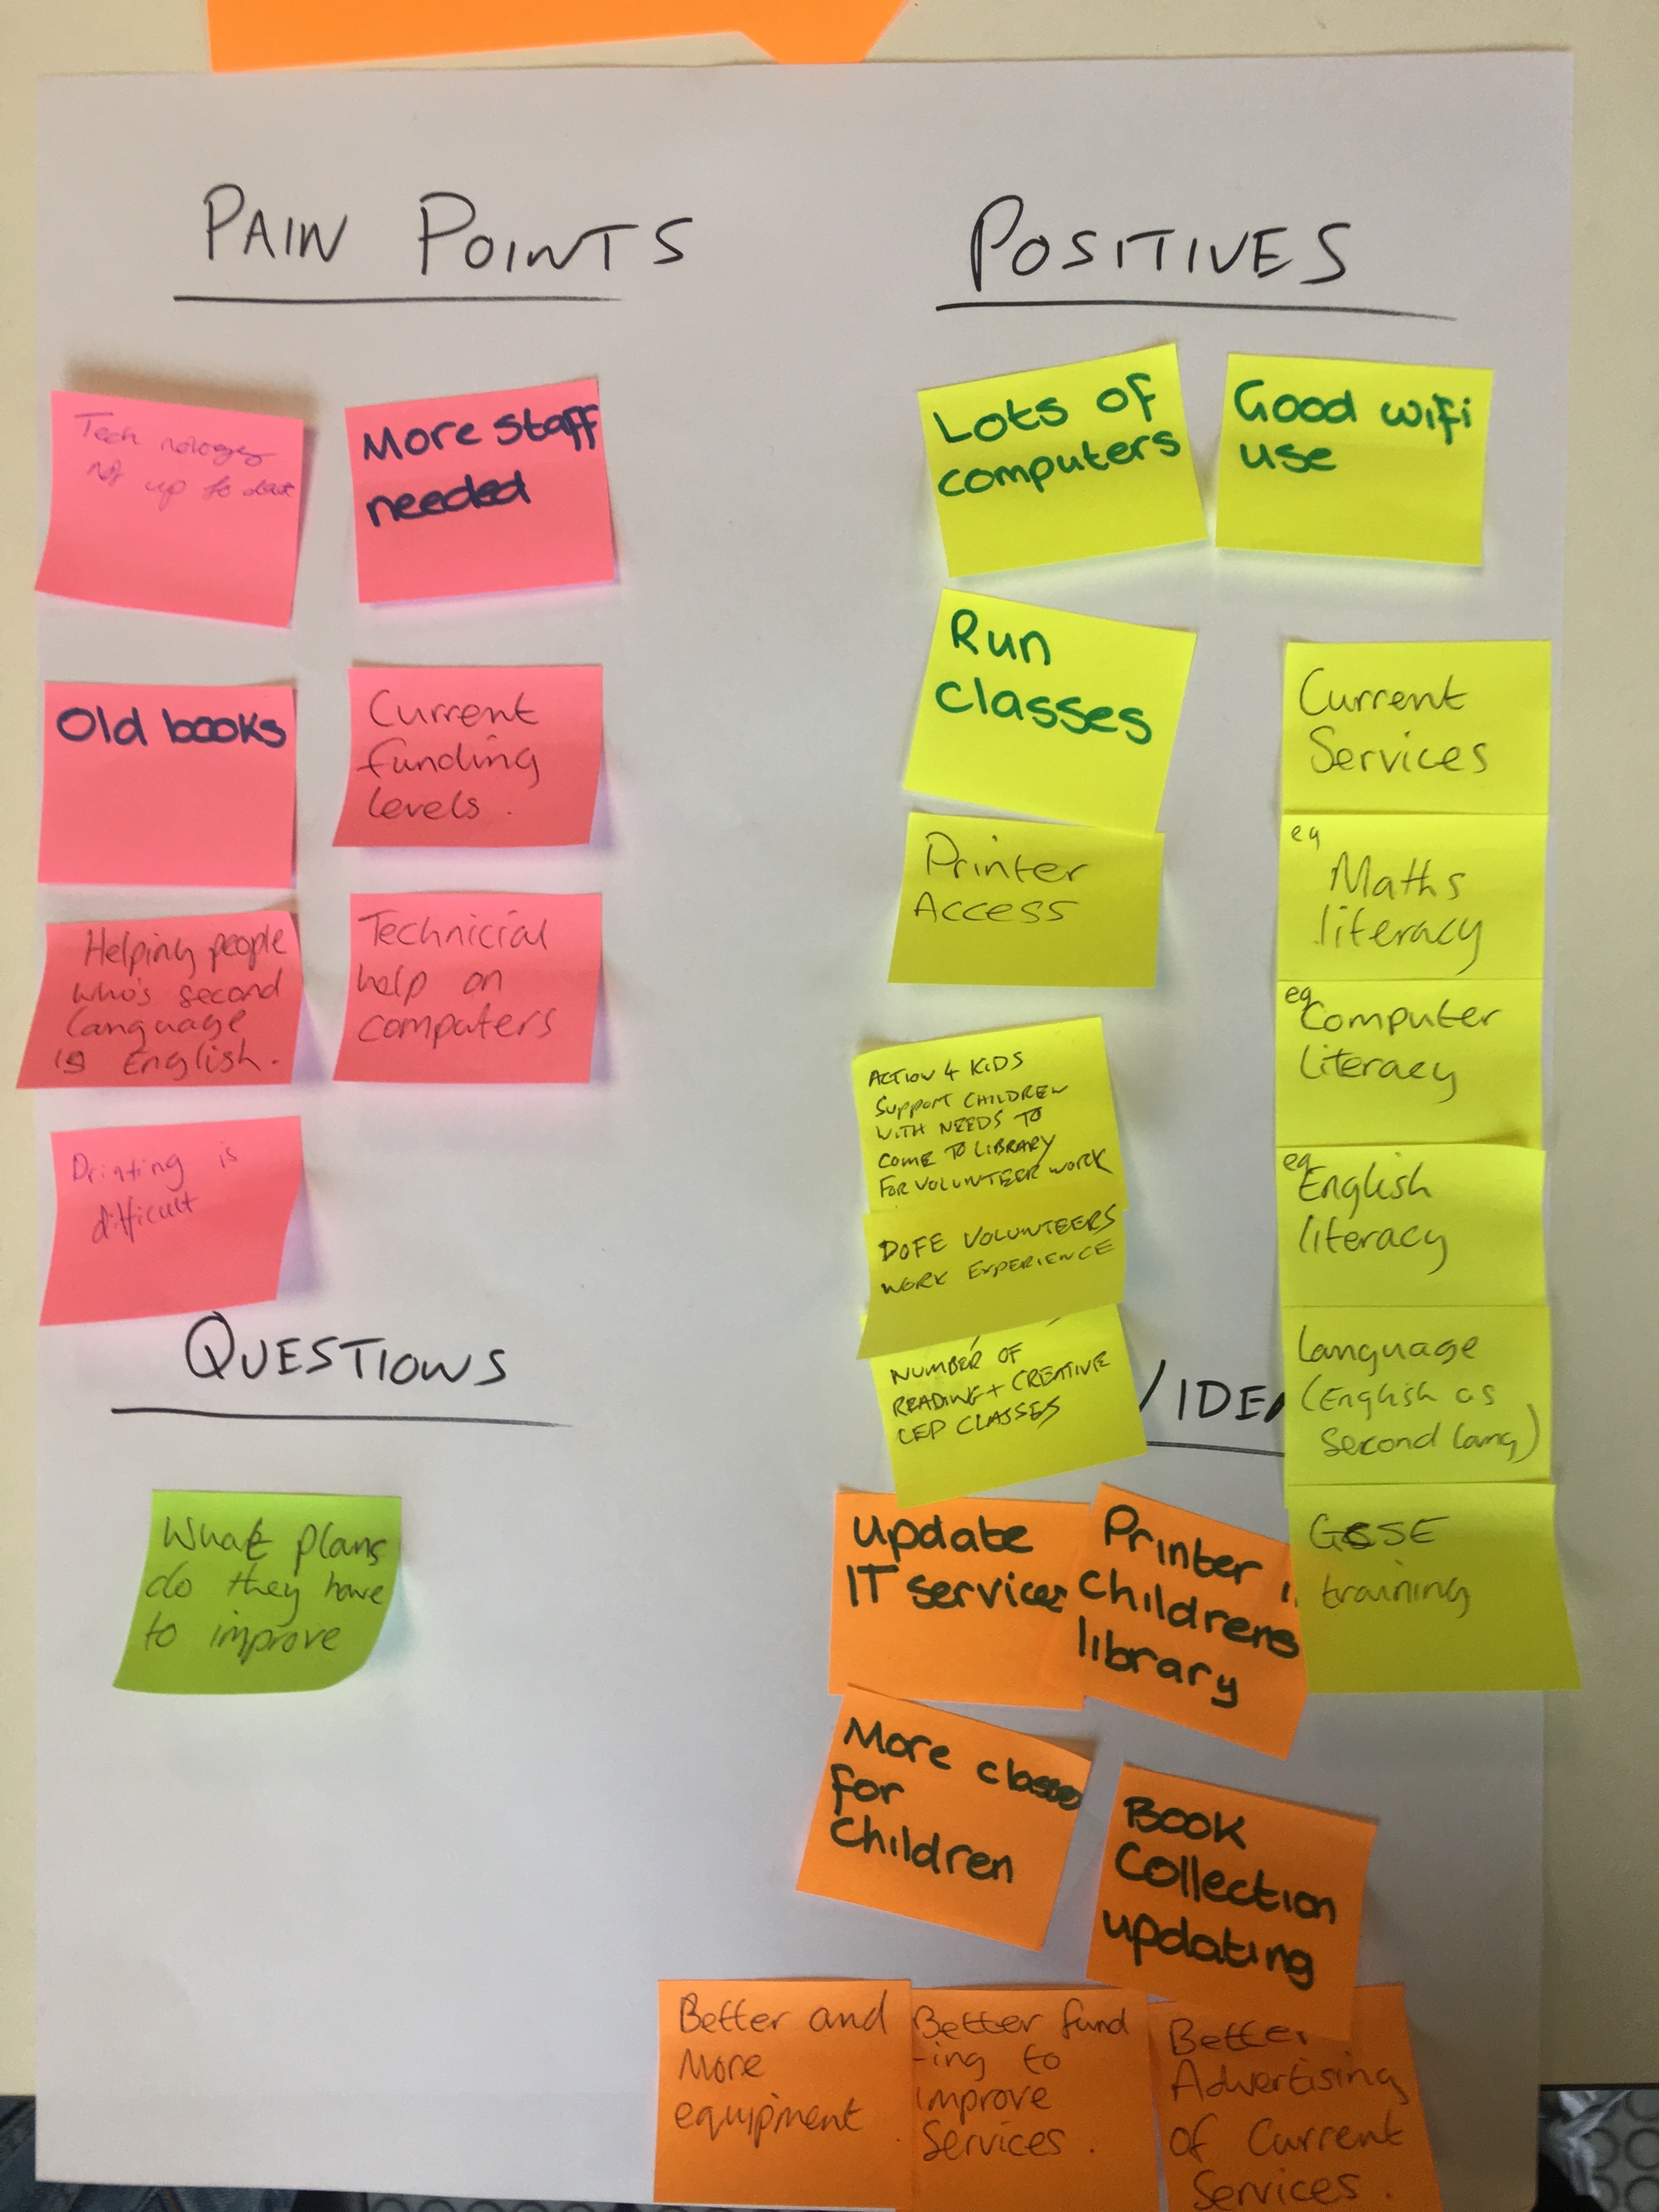 PAIN POINTS
Technology
Not up to date
More staff
needed
Old books
Current
funding
levels.
Helping people
who's second
language
is English.
Technicial
help on
computers
Printing is
difficult
POSITIVES
Lots of
computers
Good wifi
use
Run
classes
Printer
Access
ACTION 4 KIDS
SUPPORT CHILDREN
WITH NEEDS TO
COME TO LIBRARY
FOR VOLUNTEER WORK
DOFE VOLUNTEERS
WORK EXPERIENCE
NUMBER OF
READING + CREATIVE
CLASSES
Current
Services
eg
Maths
literacy
eg
Computer
literacy
eg
English
literacy
Language
(English as
Second lang)
GCSE
training
QUESTIONS
What plans
do they have
to improve
/IDEA
update
IT services
Printer
childrens
library
More classes
for
children
BOOK
Collection
updating
Better and
More
equipment.
Better fund
-ing to
improve
Services.
Better
Advertising
of Current
Services.